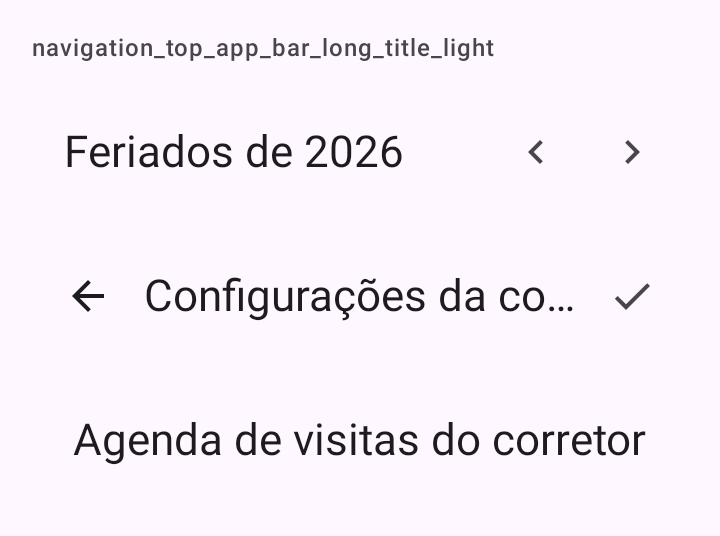 navigation_top_app_bar_long_title_light
Feriados de 2026
Configurações da co…
Agenda de visitas do corretor